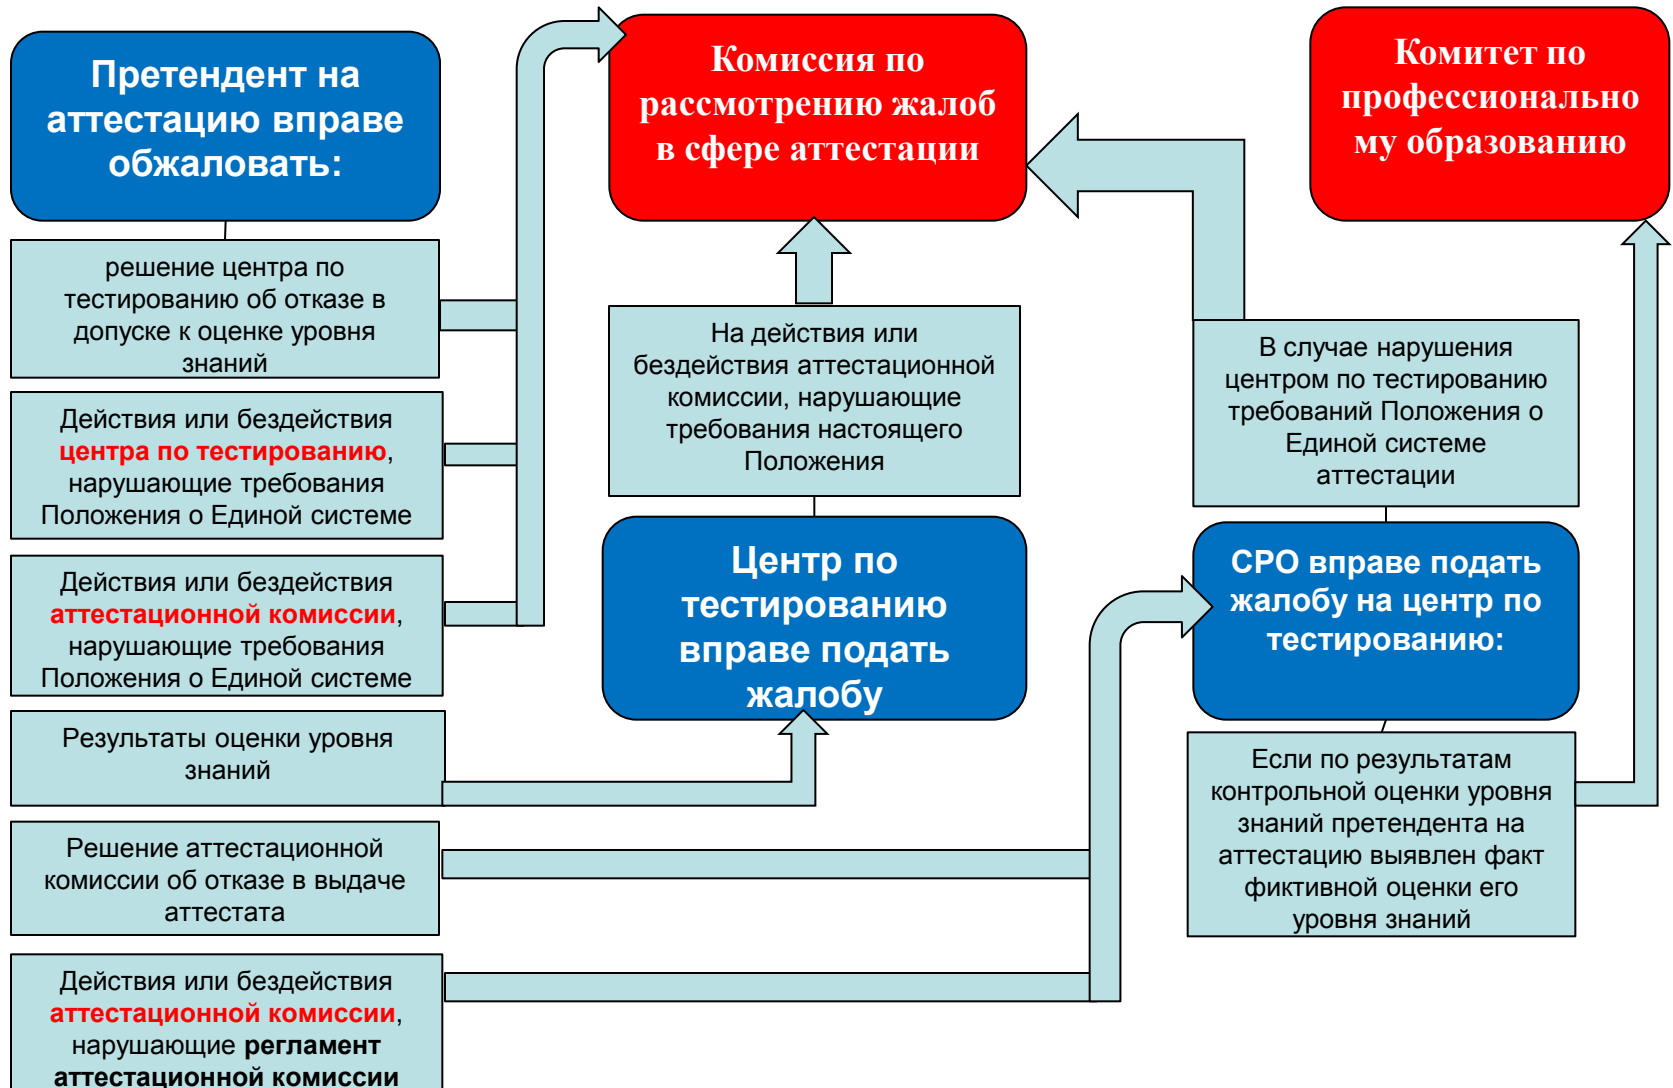 Претендент на
аттестацию вправе
обжаловать:
решение центра по
тестированию об отказе в
допуске к оценке уровня
знаний
Действия или бездействия
центра по тестированию,
нарушающие требования
Положения о Единой системе
Действия или бездействия
аттестационной комиссии,
нарушающие требования
Положения о Единой системе
Результаты оценки уровня
знаний
Решение аттестационной
комиссии об отказе в выдаче
аттестата
Действия или бездействия
аттестационной комиссии,
нарушающие регламент
аттестационной комиссии
Комиссия по
рассмотрению жалоб
в сфере аттестации
На действия или
бездействия аттестационной
комиссии, нарушающие
требования настоящего
Положения
Центр по
тестированию
вправе подать
жалобу
Комитет по
профессионально
му образованию
В случае нарушения
центром по тестированию
требований Положения о
Единой системе
аттестации
СРО вправе подать
жалобу на центр по
тестированию:
Если по результатам
контрольной оценки уровня
знаний претендента на
аттестацию выявлен факт
фиктивной оценки его
уровня знаний